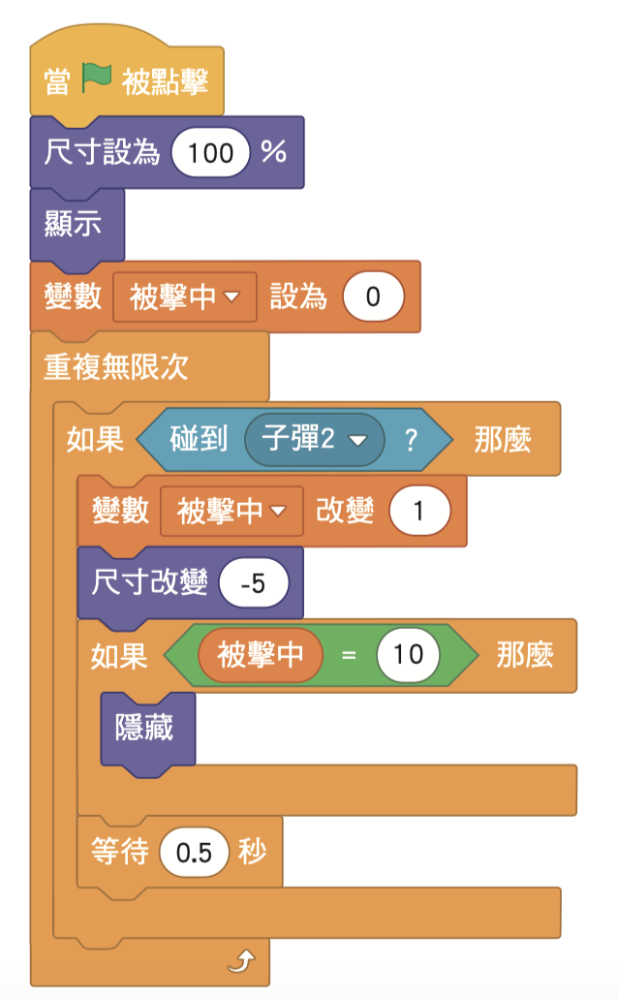 當 被點擊
尺寸設為 100 %
顯示
變數 被擊中 設為 0
重複無限次
如果 碰到 子彈2 ? 那麼
變數 被擊中 改變 1
尺寸改變 -5
如果 被擊中 = 10 那麼
隱藏
等待 0.5 秒